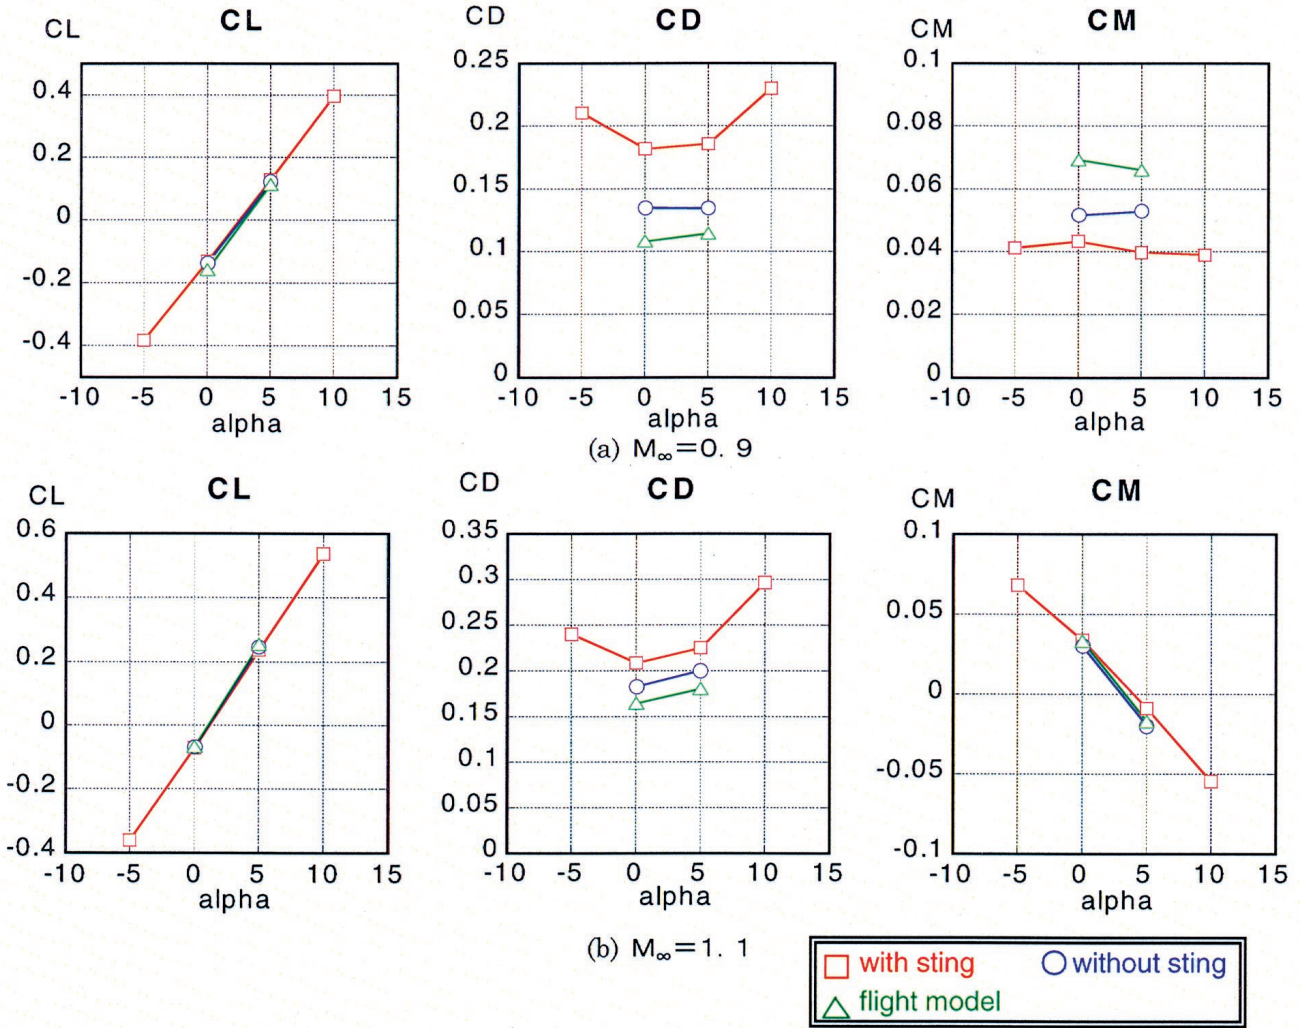 CL
CL
0.4
0.2
0
-0.2
-0.4
-10 -5 0 5 10 15
alpha
CD
CD
0.25
0.2
0.15
0.1
0.05
0
-10 -5 0 5 10 15
alpha
CM
CM
0.1
0.08
0.06
0.04
0.02
0
-10 -5 0 5 10 15
alpha
(a) M∞=0. 9
CL
CL
0.6
0.4
0.2
0
-0.2
-0.4
-10 -5 0 5 10 15
alpha
CD
CD
0.35
0.3
0.25
0.2
0.15
0.1
0.05
0
-10 -5 0 5 10 15
alpha
CM
CM
0.1
0.05
0
-0.05
-0.1
-10 -5 0 5 10 15
alpha
(b) M∞=1. 1
with sting without sting
flight model